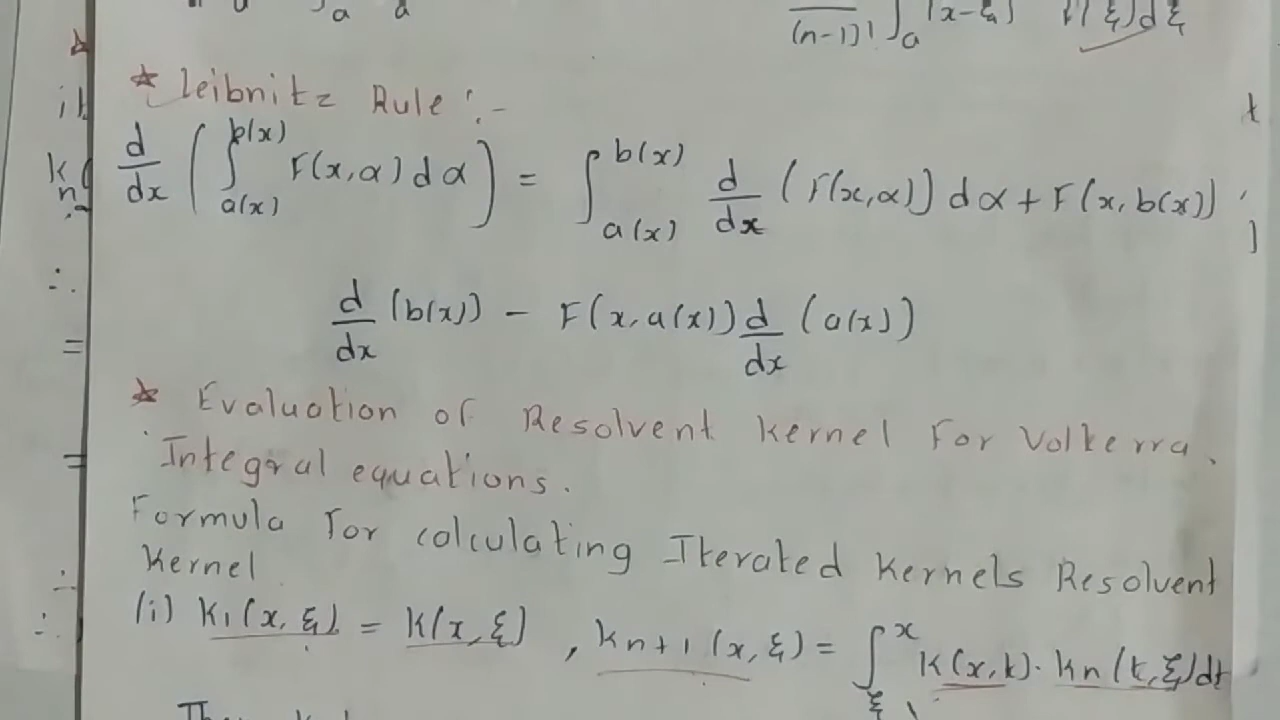 (n-1)! ∫a (x-ξ) f(ξ)dξ
* Leibnitz Rule :-
d/dx ( ∫a(x)^b(x) F(x,α) dα ) = ∫a(x)^b(x) d/dx (F(x,α)) dα + F(x, b(x))
d/dx (b(x)) - F(x, a(x)) d/dx (a(x))
* Evaluation of Resolvent Kernel For Volterra
Integral equations.
Formula For calculating Iterated Kernels Resolvent
Kernel
(i) K1(x, ξ) = K(x, ξ) , Kn+1 (x, ξ) = ∫ξ^x K(x,t). Kn(t,ξ)dt